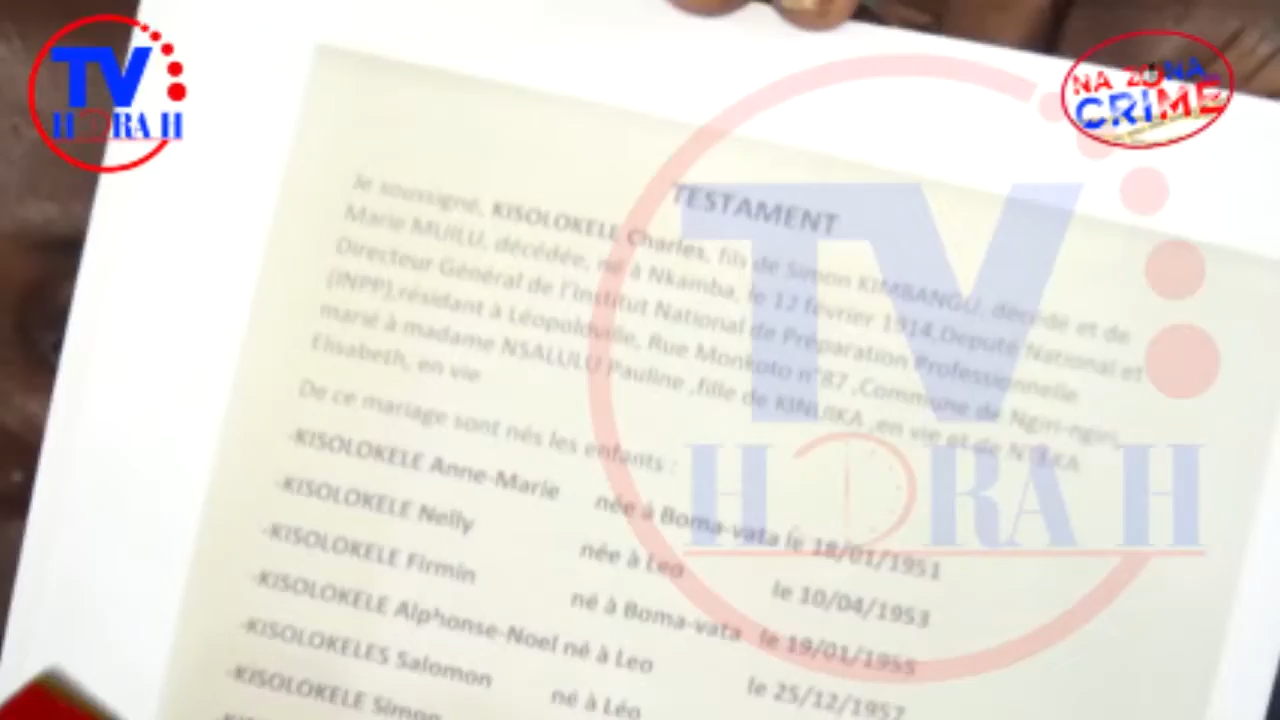 TV
HORA H
NA ZONA...
CRIME
TESTAMENT
Je soussigné, KISOLOKELE Charles, fils de Simon KIMBANGU, décédé et de
Marie MUILU, décédée, né à Nkamba, le 12 février 1914.Deputé National et
Directeur Général de l'Institut National de Préparation Professionnelle
(INPP),résidant à Léopoldville, Rue Monkoto n°87 ,Commune de Ngiri-ngiri,
marié à madame NSALULU Pauline ,fille de ,en vie et de
Elisabeth, en vie
De ce mariage sont nés les enfants :
-KISOLOKELE Anne-Marie née à Boma-vata le 18/01/1951
-KISOLOKELE Nelly née à Leo le 10/04/1953
-KISOLOKELE Firmin né à Boma-vata le 19/01/1955
-KISOLOKELE Alphonse-Noel né à Leo le 25/12/1957
-KISOLOKELES Salomon né à Léo
-KISOLOKELE Simon
TV
HORA H